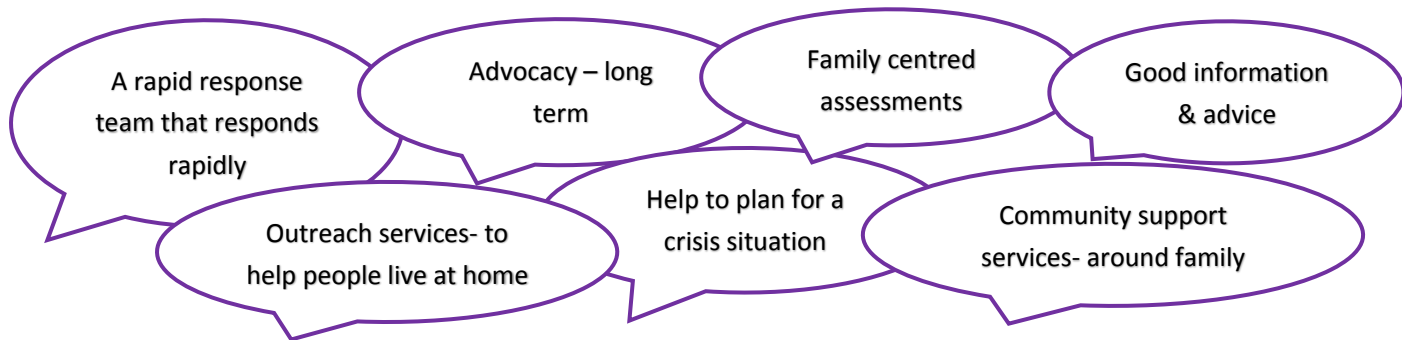 A rapid response
team that responds
rapidly
Advocacy – long
term
Family centred
assessments
Good information
& advice
Outreach services- to
help people live at home
Help to plan for a
crisis situation
Community support
services- around family